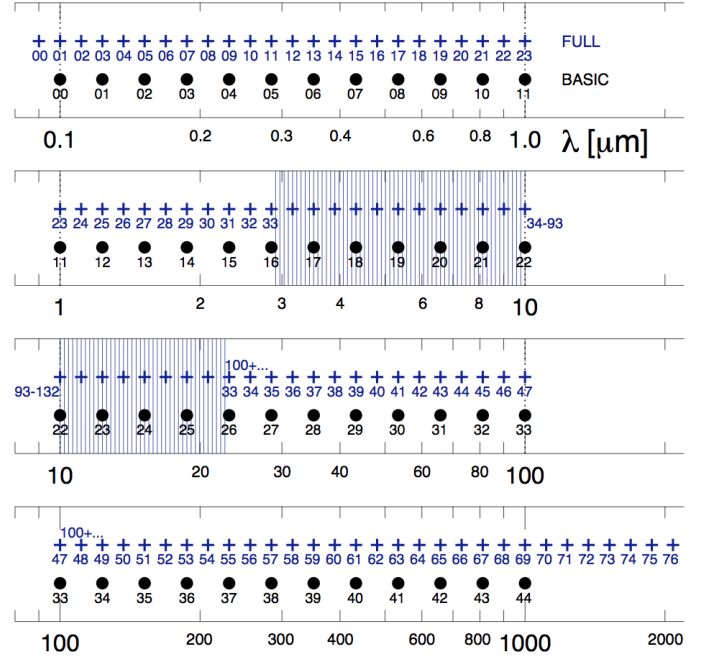 00 01 02 03 04 05 06 07 08 09 10 11 12 13 14 15 16 17 18 19 20 21 22 23 FULL
00 01 02 03 04 05 06 07 08 09 10 11 BASIC
0.1 0.2 0.3 0.4 0.6 0.8 1.0 λ [μm]
23 24 25 26 27 28 29 30 31 32 33 34-93
11 12 13 14 15 16 17 18 19 20 21 22
1 2 3 4 6 8 10
100+...
93-132 33 34 35 36 37 38 39 40 41 42 43 44 45 46 47
22 23 24 25 26 27 28 29 30 31 32 33
10 20 30 40 60 80 100
100+...
47 48 49 50 51 52 53 54 55 56 57 58 59 60 61 62 63 64 65 66 67 68 69 70 71 72 73 74 75 76
33 34 35 36 37 38 39 40 41 42 43 44
100 200 300 400 600 800 1000 2000